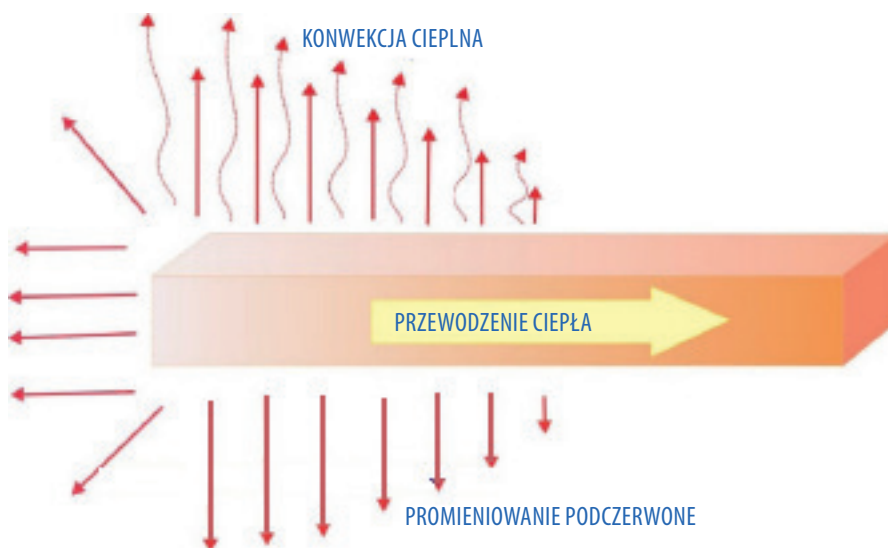 KONWEKCJA CIEPLNA
PRZEWODZENIE CIEPŁA
PROMIENIOWANIE PODCZERWONE